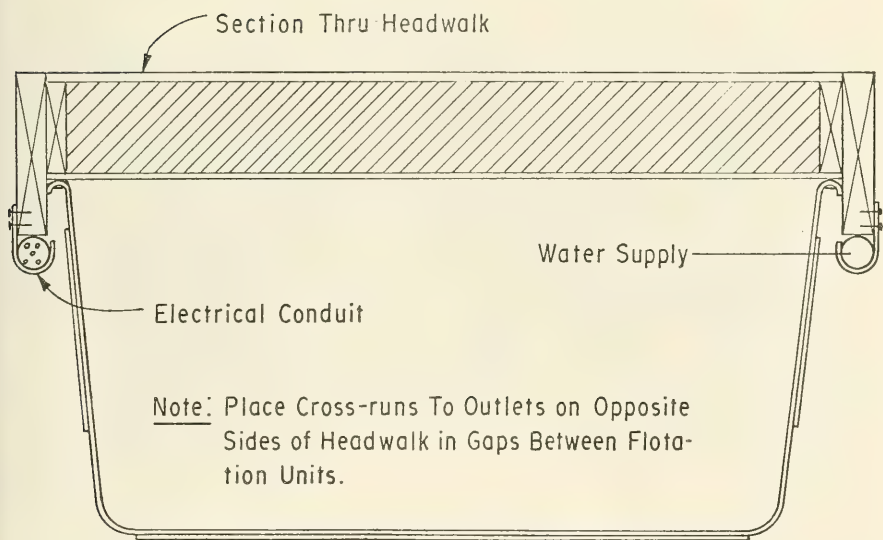 Section Thru Headwalk
Water Supply
Electrical Conduit
Note: Place Cross-runs To Outlets on Opposite
Sides of Headwalk in Gaps Between Flota-
tion Units.